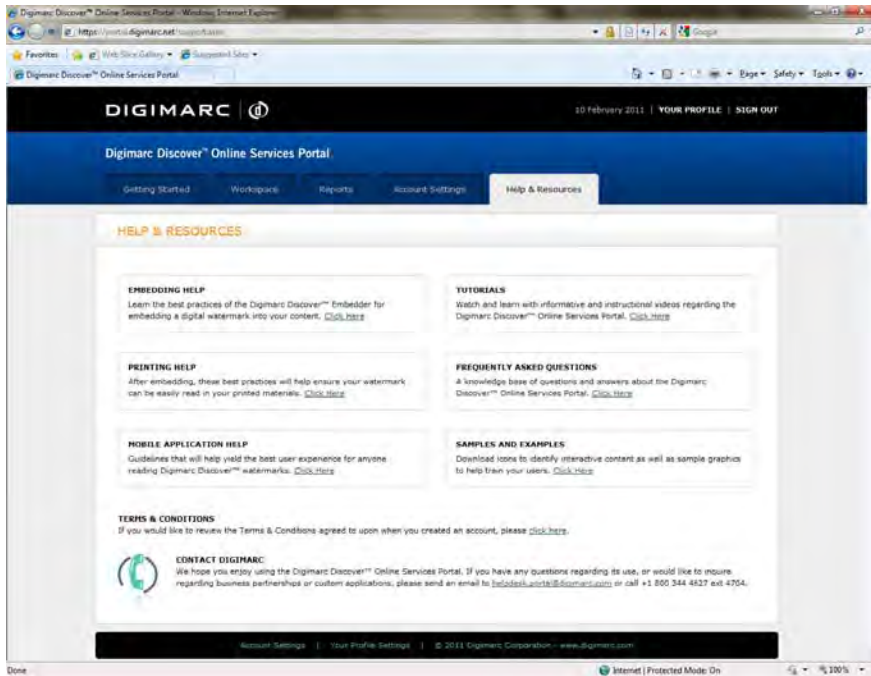 Digimarc Discover™ Online Services Portal - Windows Internet Explorer
Google
Favorites Web Slice Gallery Suggested Sites
Digimarc Discover™ Online Services Portal Page Safety Tools
DIGIMARC 10 February 2011 | YOUR PROFILE | SIGN OUT
Digimarc Discover™ Online Services Portal
Getting Started Workspace Reports Account Settings Help & Resources
HELP & RESOURCES
EMBEDDING HELP
Learn the best practices of the Digimarc Discover™ Embedder for
embedding a digital watermark into your content. Click Here
TUTORIALS
Watch and learn with informative and instructional videos regarding the
Digimarc Discover™ Online Services Portal. Click Here
PRINTING HELP
After embedding, these best practices will help ensure your watermark
can be easily read in your printed materials. Click Here
FREQUENTLY ASKED QUESTIONS
A knowledge base of questions and answers about the Digimarc
Discover™ Online Services Portal. Click Here
MOBILE APPLICATION HELP
Guidelines that will help yield the best user experience for anyone
reading Digimarc Discover™ watermarks. Click Here
SAMPLES AND EXAMPLES
Download icons to identify interactive content as well as sample graphics
to help train your users. Click Here
TERMS & CONDITIONS
If you would like to review the Terms & Conditions agreed to upon when you created an account, please click here.
CONTACT DIGIMARC
We hope you enjoy using the Digimarc Discover™ Online Services Portal. If you have any questions regarding its use, or would like to inquire
regarding business partnerships or custom applications, please send an email to helpdesk.portal@digimarc.com or call +1 800 344 4627 ext 4704.
Account Settings | Your Profile Settings | © 2011 Digimarc Corporation - www.digimarc.com
Done Internet | Protected Mode: On 100%